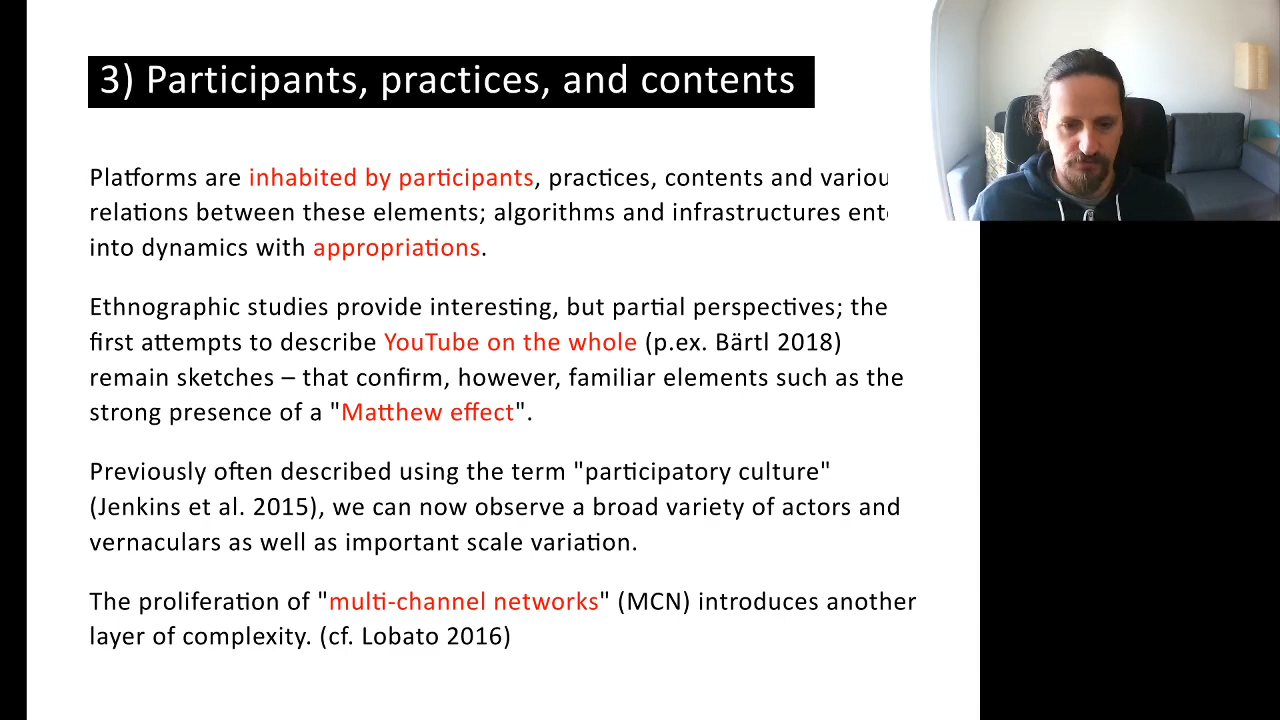 3) Participants, practices, and contents
Platforms are inhabited by participants, practices, contents and variou
relations between these elements; algorithms and infrastructures ent
into dynamics with appropriations.
Ethnographic studies provide interesting, but partial perspectives; the
first attempts to describe YouTube on the whole (p.ex. Bärtl 2018)
remain sketches – that confirm, however, familiar elements such as the
strong presence of a "Matthew effect".
Previously often described using the term "participatory culture"
(Jenkins et al. 2015), we can now observe a broad variety of actors and
vernaculars as well as important scale variation.
The proliferation of "multi-channel networks" (MCN) introduces another
layer of complexity. (cf. Lobato 2016)